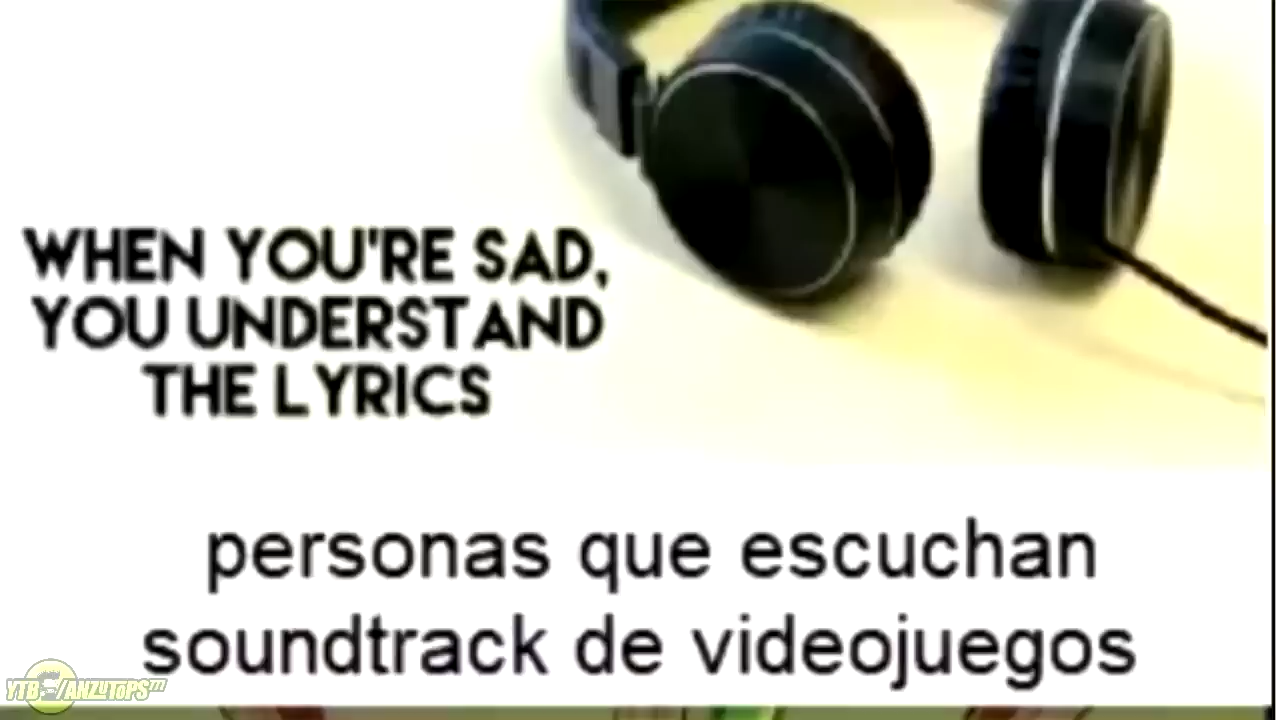 WHEN YOU'RE SAD,
YOU UNDERSTAND
THE LYRICS
personas que escuchan
soundtrack de videojuegos